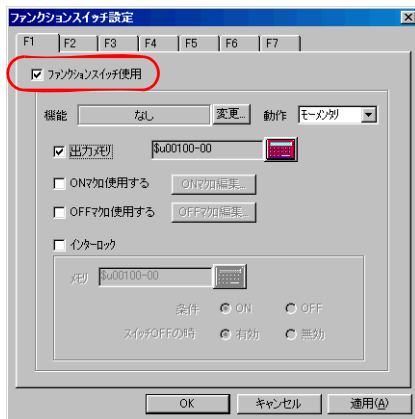 ファンクションスイッチ設定
F1 F2 F3 F4 F5 F6 F7
ファンクションスイッチ使用
機能 なし 変更... 動作 モーメンタリ
出力メモリ $u00100-00
ONマクロ使用する ONマクロ編集...
OFFマクロ使用する OFFマクロ編集...
インターロック
メモリ $u00100-00
条件 ON OFF
スイッチOFFの時 有効 無効
OK キャンセル 適用(A)